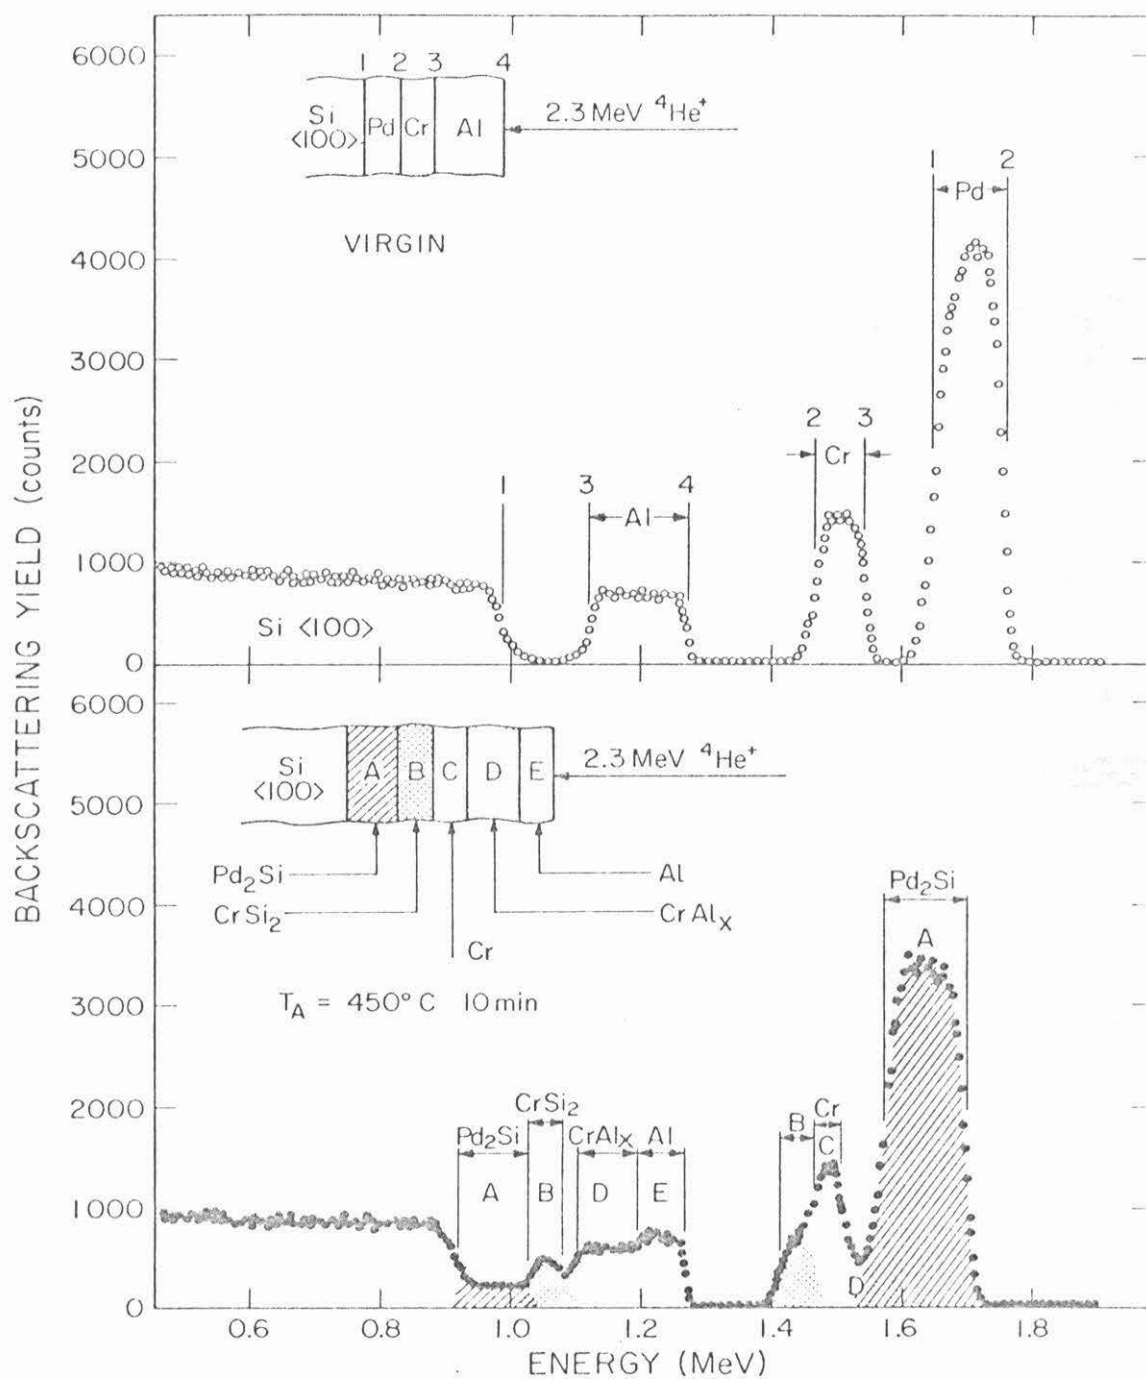 BACKSCATTERING YIELD (counts)
6000
5000
4000
3000
2000
1000
0
1 2 3 4
Si
<100>
Pd
Cr
Al
2.3 MeV ⁴He⁺
VIRGIN
1 2
Pd
2 3
Cr
1
3 4
Al
Si <100>
6000
5000
4000
3000
2000
1000
0
Si
<100>
A B C D E
2.3 MeV ⁴He⁺
Pd₂Si
CrSi₂
Cr
Al
CrAlₓ
T_A = 450° C 10 min
Pd₂Si
A
CrSi₂
Pd₂Si
CrAlₓ
Al
A B D E
B
Cr
C
D
0.6 0.8 1.0 1.2 1.4 1.6 1.8
ENERGY (MeV)